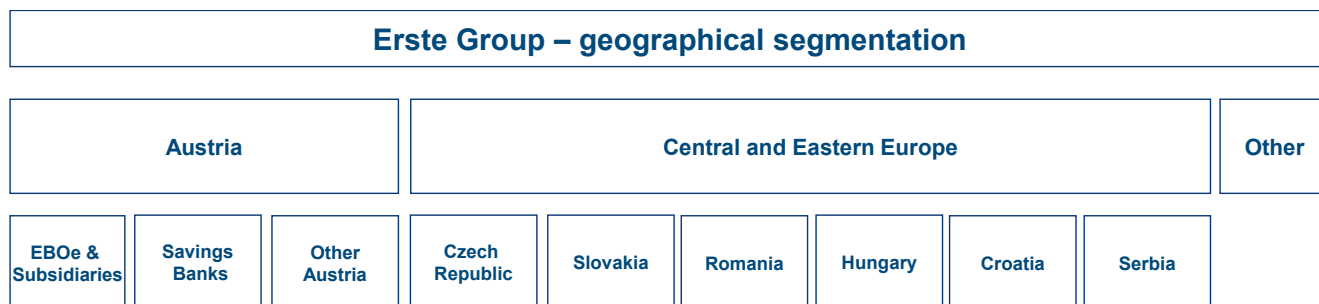 Erste Group – geographical segmentation
Austria
Central and Eastern Europe
Other
EBOe &
Subsidiaries
Savings
Banks
Other
Austria
Czech
Republic
Slovakia
Romania
Hungary
Croatia
Serbia